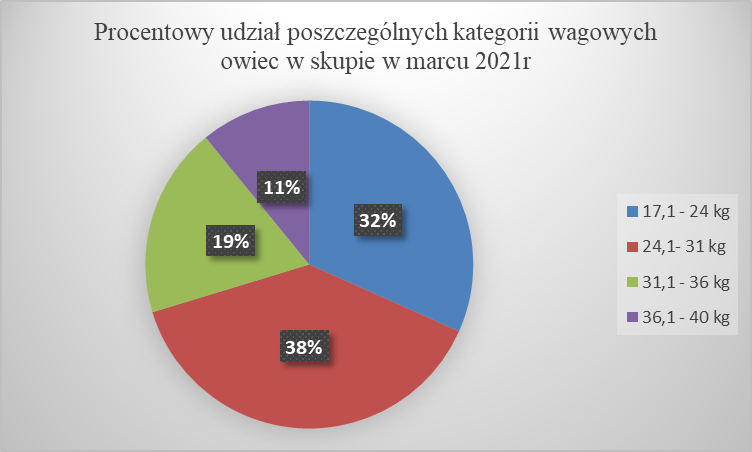 Procentowy udział poszczególnych kategorii wagowych
owiec w skupie w marcu 2021r
11%
32%
19%
38%
17,1 - 24 kg
24,1- 31 kg
31,1 - 36 kg
36,1 - 40 kg